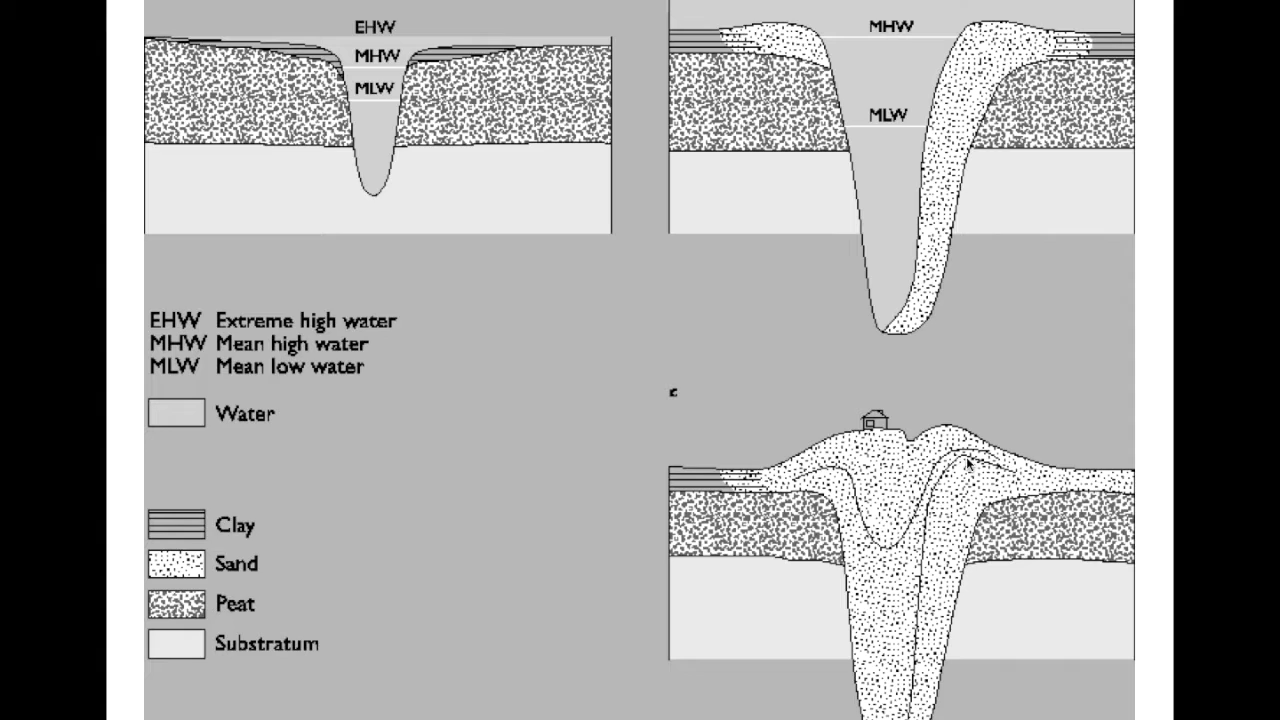 EHW
MHW
MLW
MHW
MLW
EHW Extreme high water
MHW Mean high water
MLW Mean low water
Water
c
Clay
Sand
Peat
Substratum